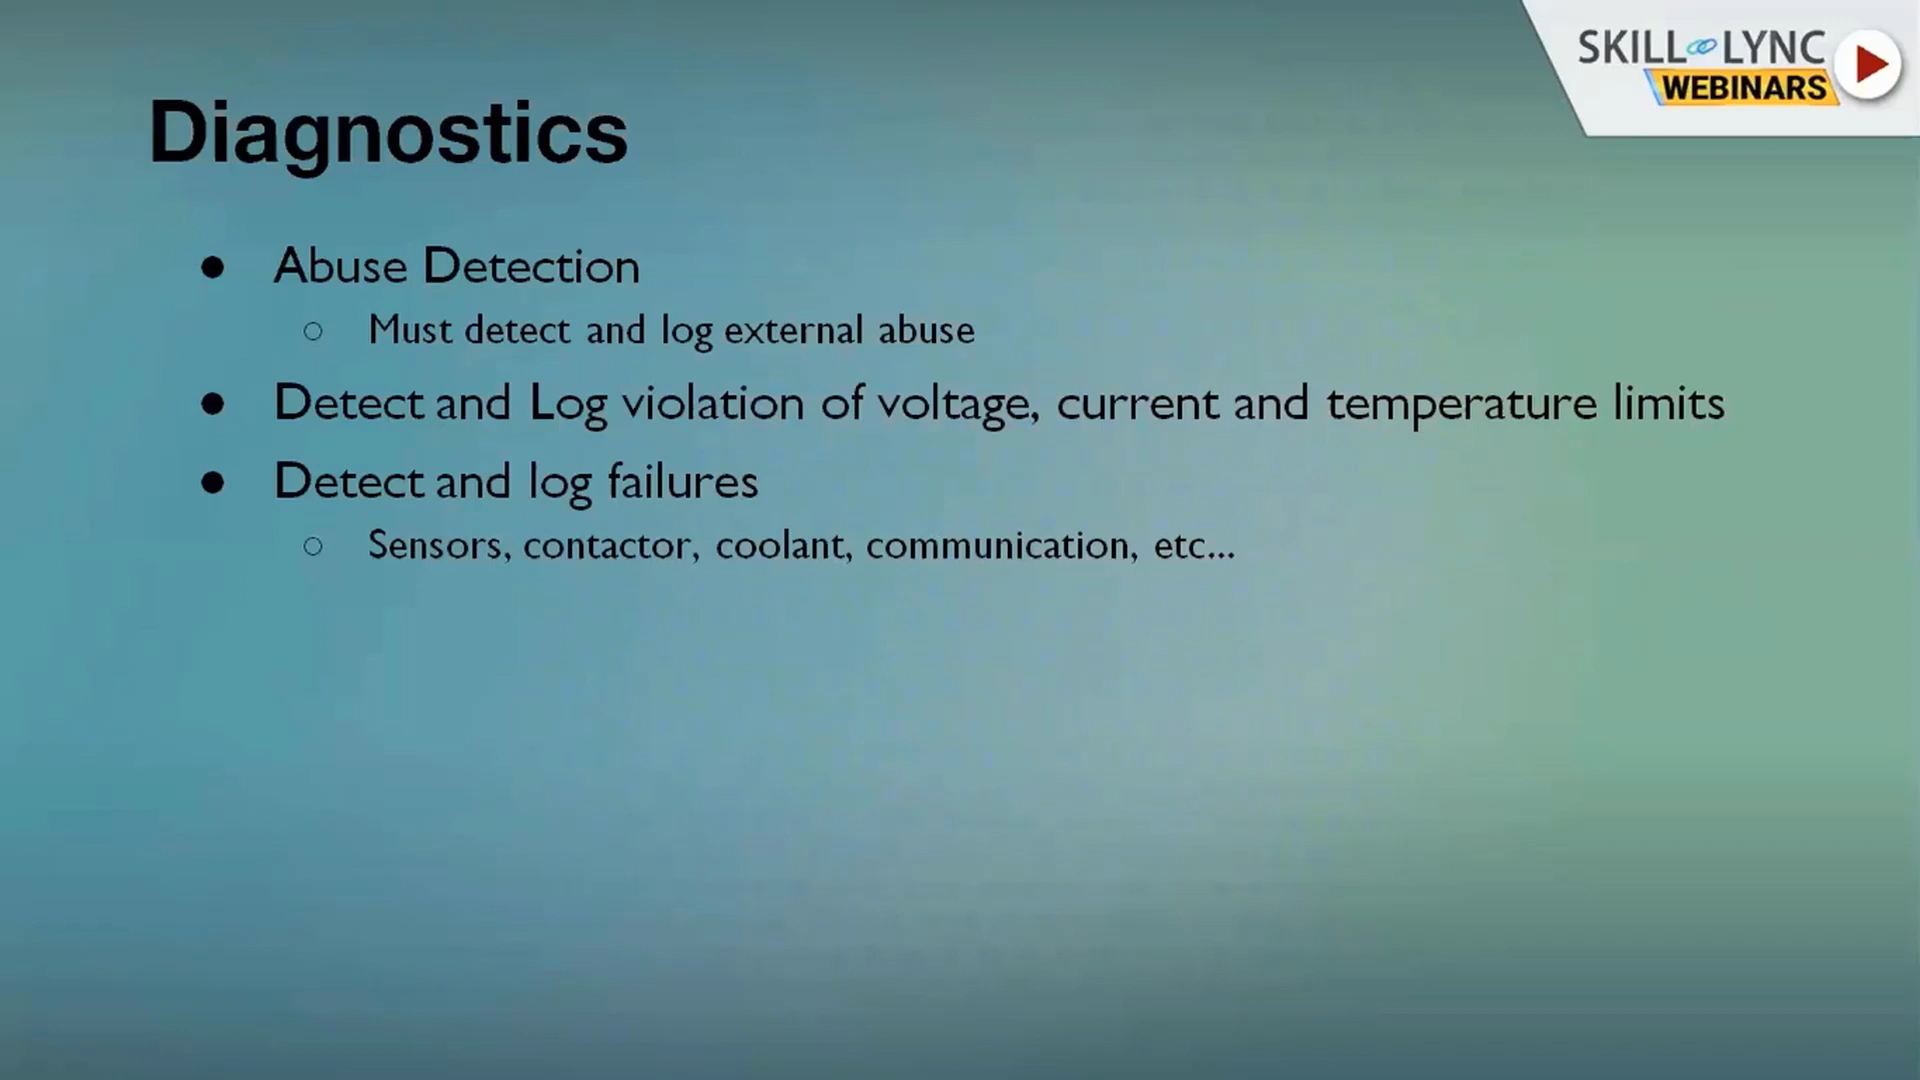 SKILL LYNC
WEBINARS
Diagnostics
● Abuse Detection
○ Must detect and log external abuse
● Detect and Log violation of voltage, current and temperature limits
● Detect and log failures
○ Sensors, contactor, coolant, communication, etc...